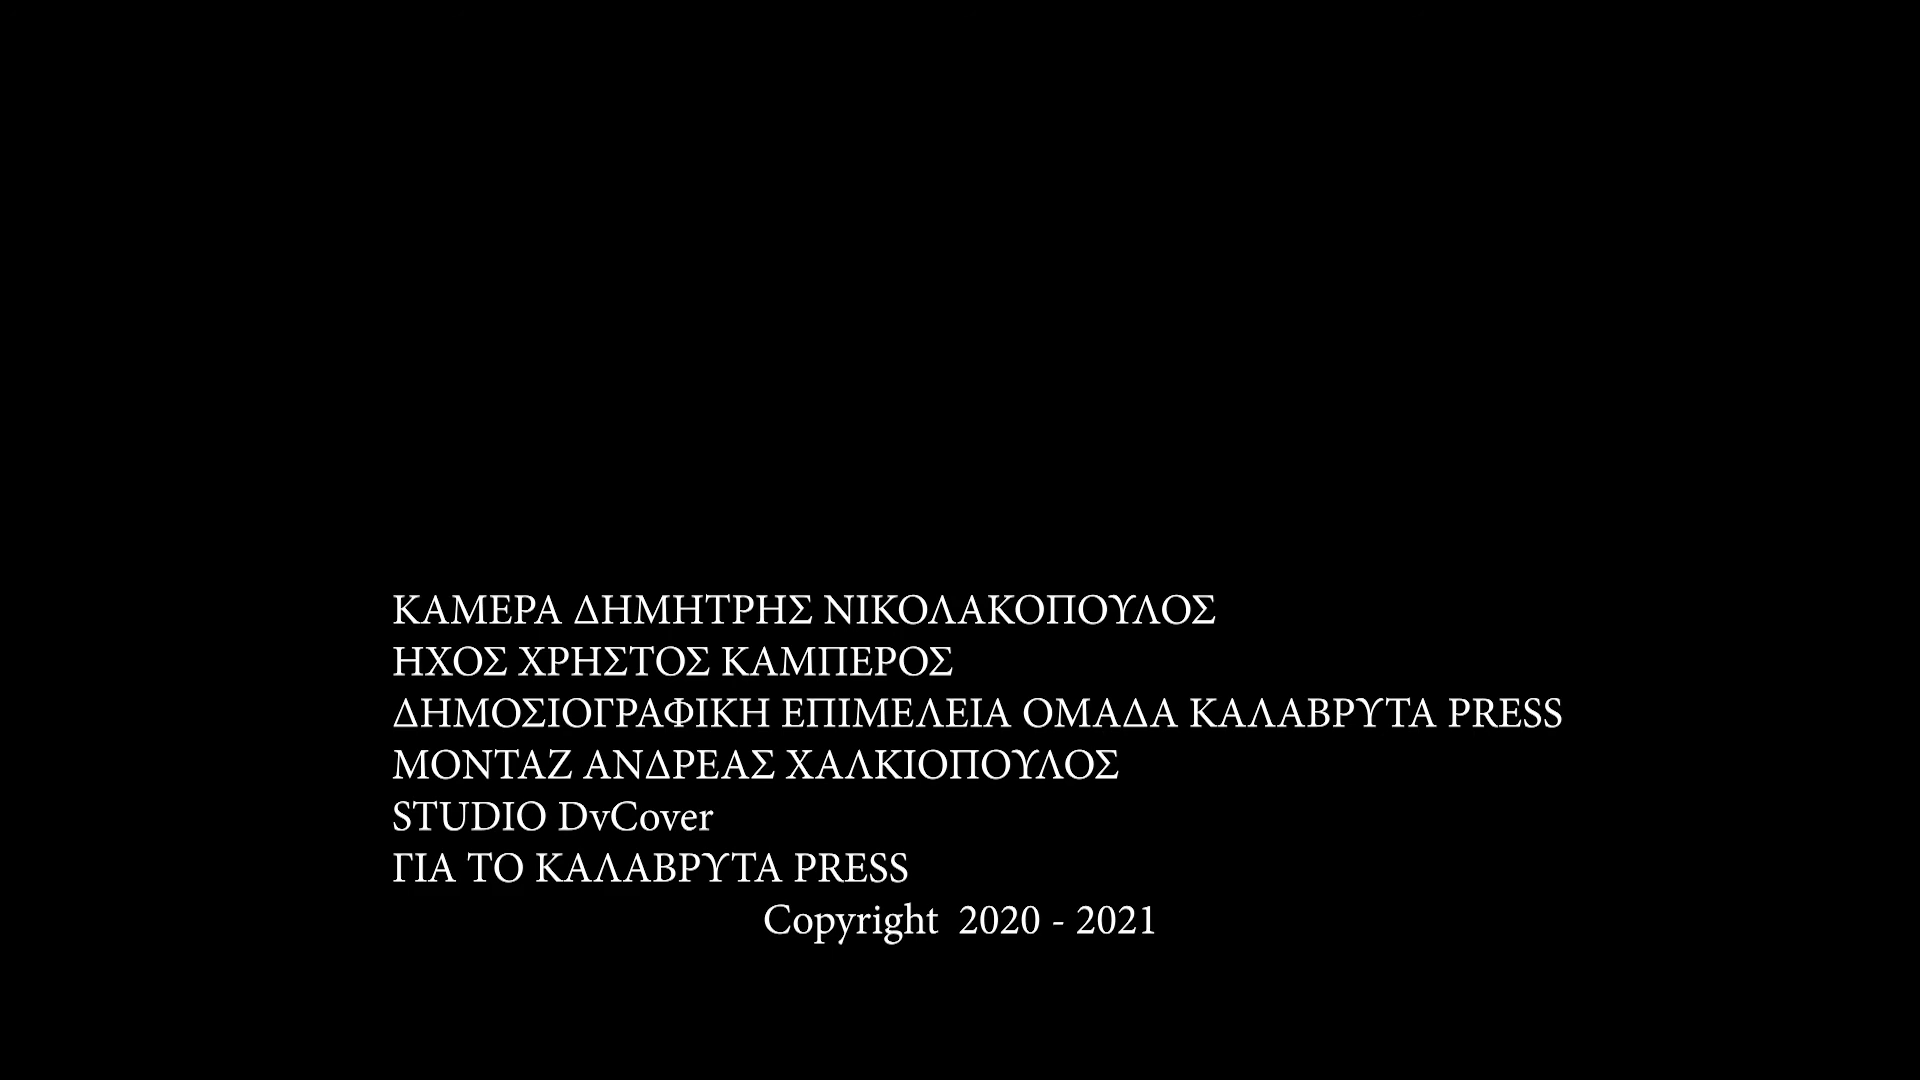 ΚΑΜΕΡΑ ΔΗΜΗΤΡΗΣ ΝΙΚΟΛΑΚΟΠΟΥΛΟΣ
ΗΧΟΣ ΧΡΗΣΤΟΣ ΚΑΜΠΕΡΟΣ
ΔΗΜΟΣΙΟΓΡΑΦΙΚΗ ΕΠΙΜΕΛΕΙΑ ΟΜΑΔΑ ΚΑΛΑΒΡΥΤΑ PRESS
ΜΟΝΤΑΖ ΑΝΔΡΕΑΣ ΧΑΛΚΙΟΠΟΥΛΟΣ
STUDIO DvCover
ΓΙΑ ΤΟ ΚΑΛΑΒΡΥΤΑ PRESS
Copyright  2020 - 2021